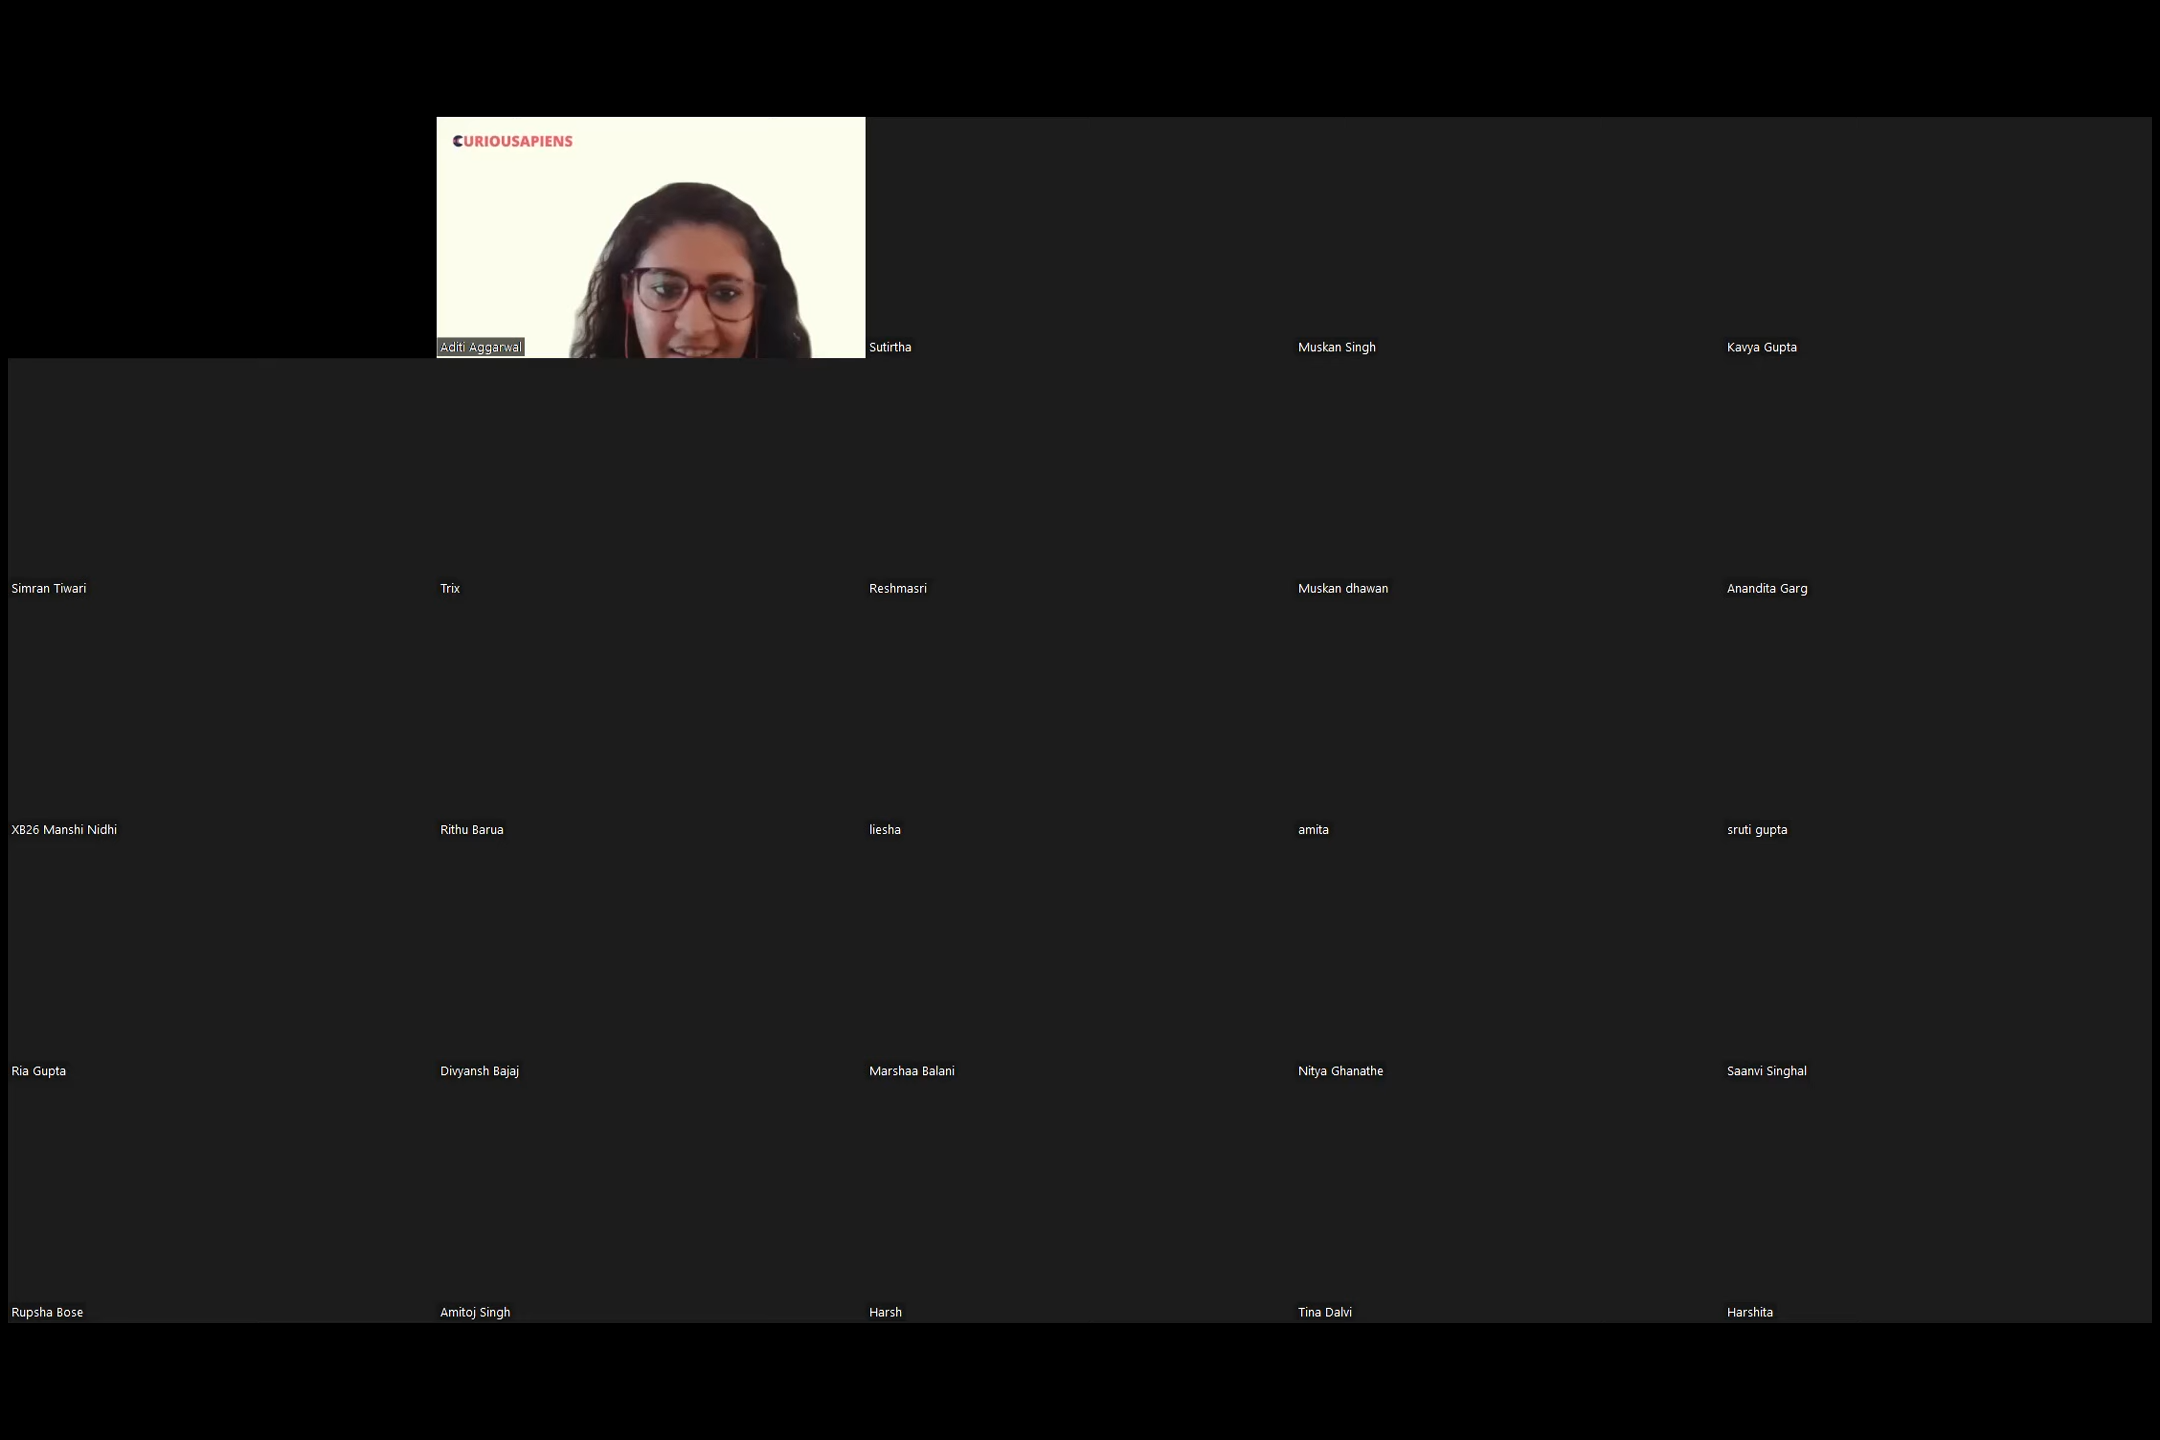 CURIOUSAPIENS
Aditi Aggarwal
Sutirtha
Muskan Singh
Kavya Gupta
Simran Tiwari
Trix
Reshmasri
Muskan dhawan
Anandita Garg
XB26 Manshi Nidhi
Rithu Barua
liesha
amita
sruti gupta
Ria Gupta
Divyansh Bajaj
Marshaa Balani
Nitya Ghanathe
Saanvi Singhal
Rupsha Bose
Amitoj Singh
Harsh
Tina Dalvi
Harshita